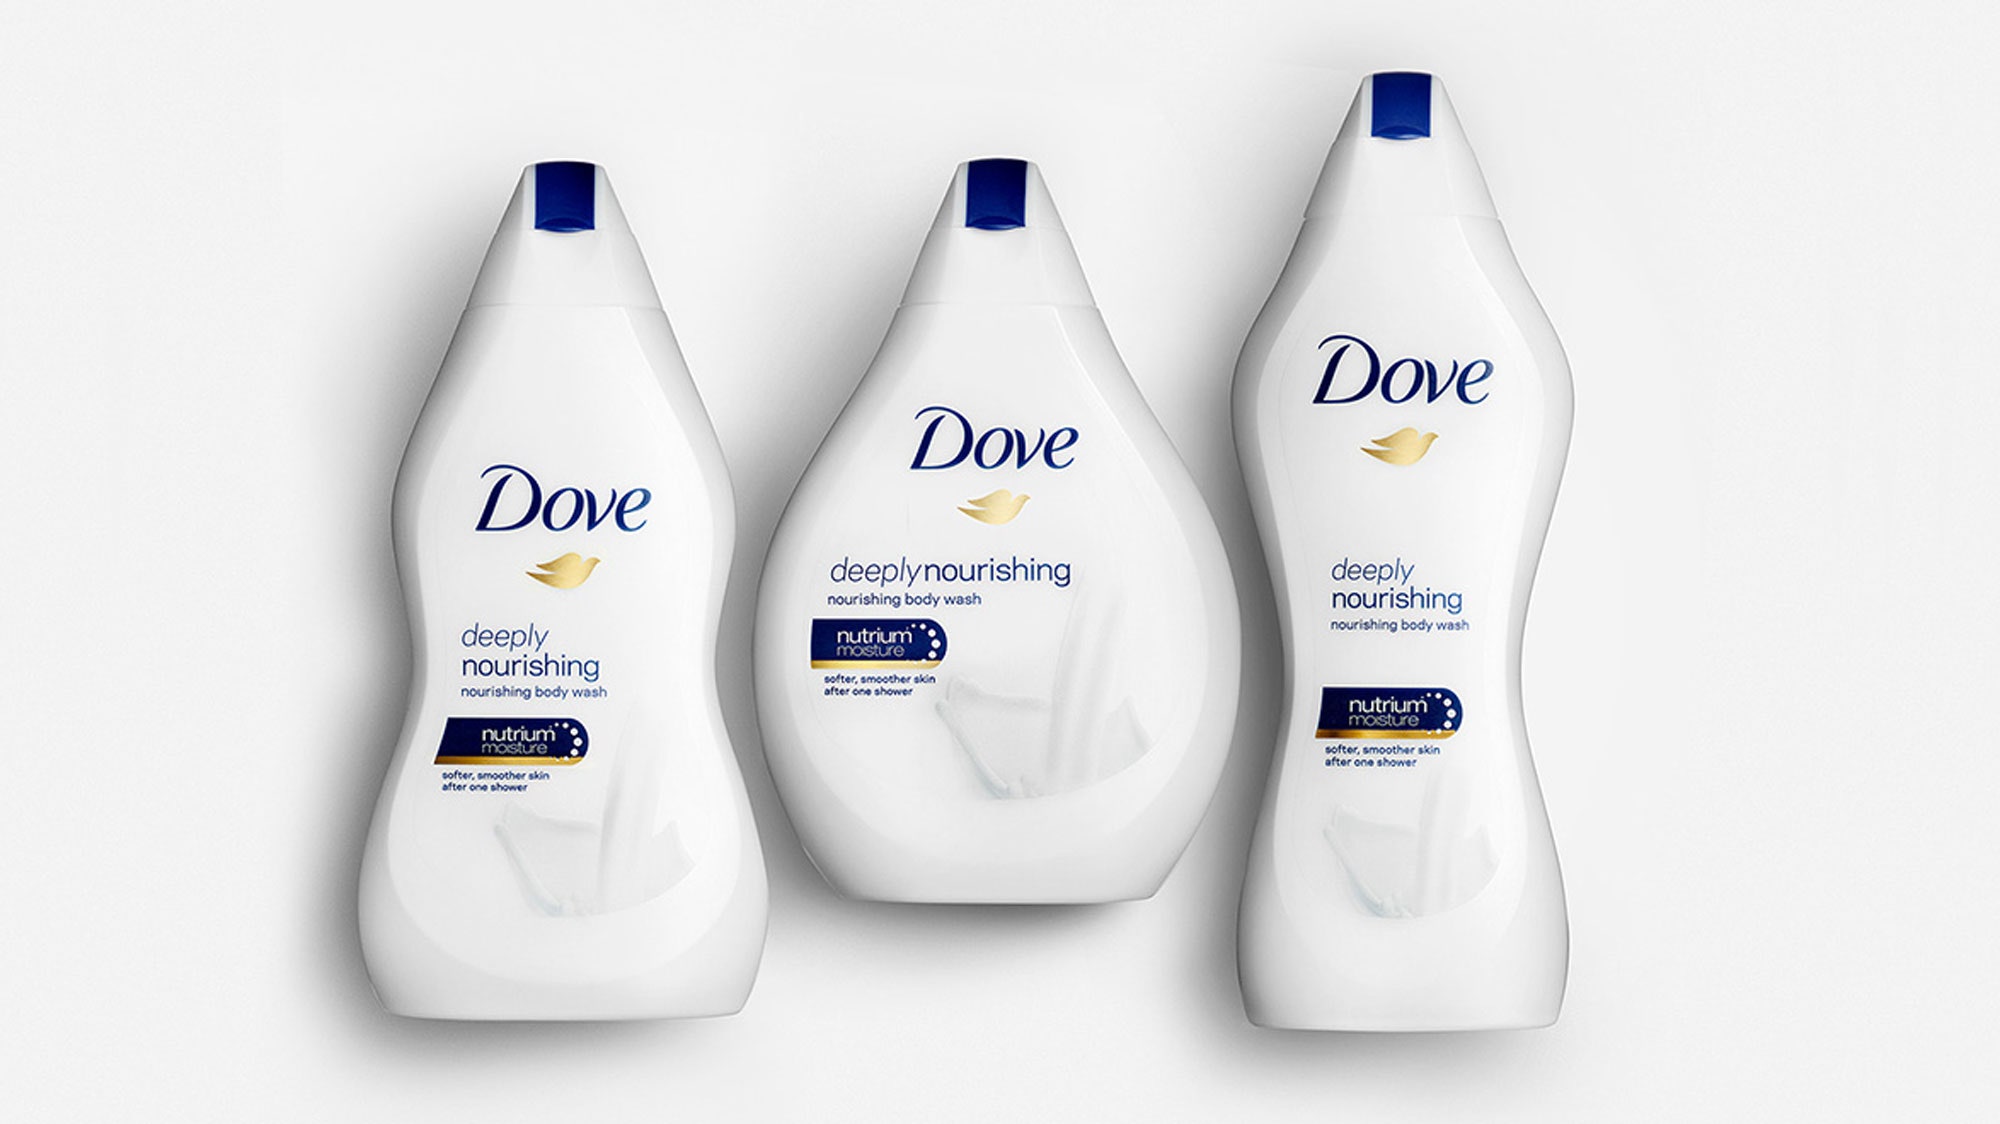 Dove
deeply
nourishing
nourishing body wash
nutrium
moisture
softer, smoother skin
after one shower
Dove
deeplynourishing
nourishing body wash
nutrium
moisture
softer, smoother skin
after one shower
Dove
deeply
nourishing
nourishing body wash
nutrium
moisture
softer, smoother skin
after one shower